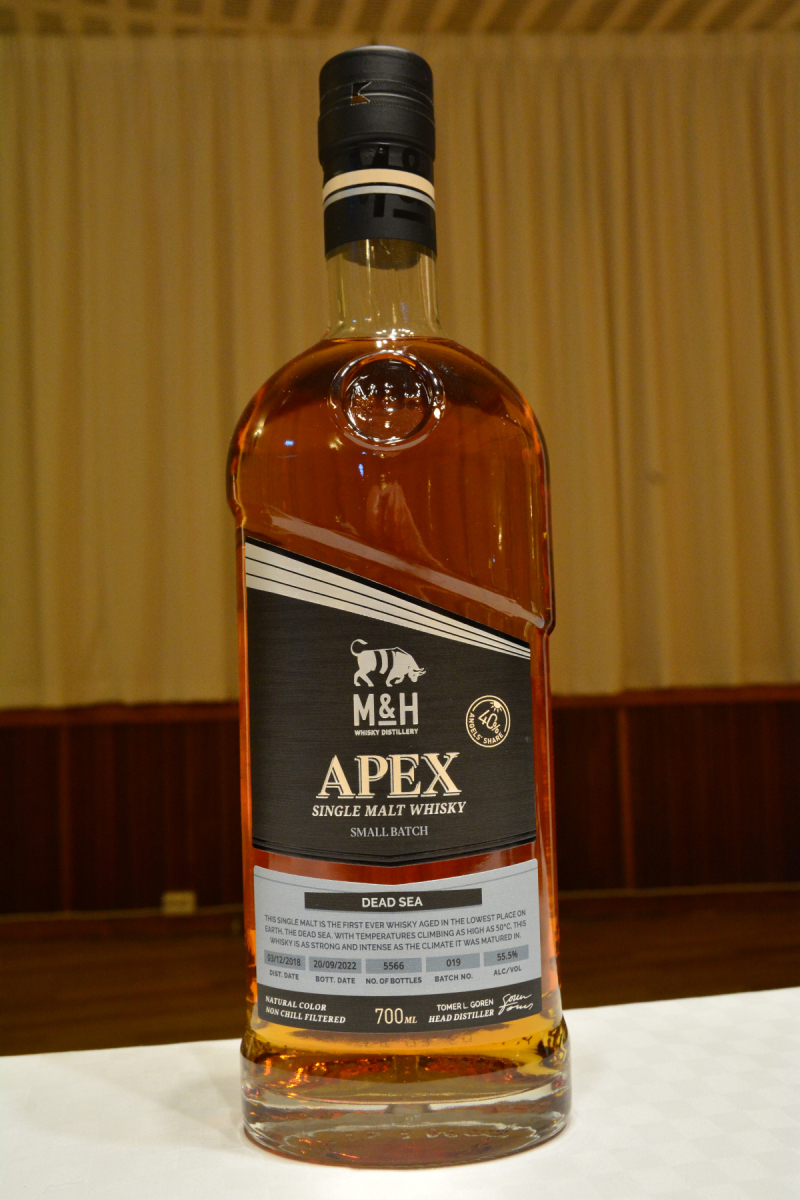 M&H
WHISKY DISTILLERY
40%
ANGELS' SHARE
APEX
SINGLE MALT WHISKY
SMALL BATCH
DEAD SEA
THIS SINGLE MALT IS THE FIRST EVER WHISKY AGED IN THE LOWEST PLACE ON
EARTH, THE DEAD SEA. WITH TEMPERATURES CLIMBING AS HIGH AS 50°C, THIS
WHISKY IS AS STRONG AND INTENSE AS THE CLIMATE IT WAS MATURED IN.
03/12/2018 20/09/2022 5566 019 55.5%
DIST. DATE BOTT. DATE NO. OF BOTTLES BATCH NO. ALC/VOL
NATURAL COLOR
NON CHILL FILTERED
700ML
TOMER L. GOREN
HEAD DISTILLER